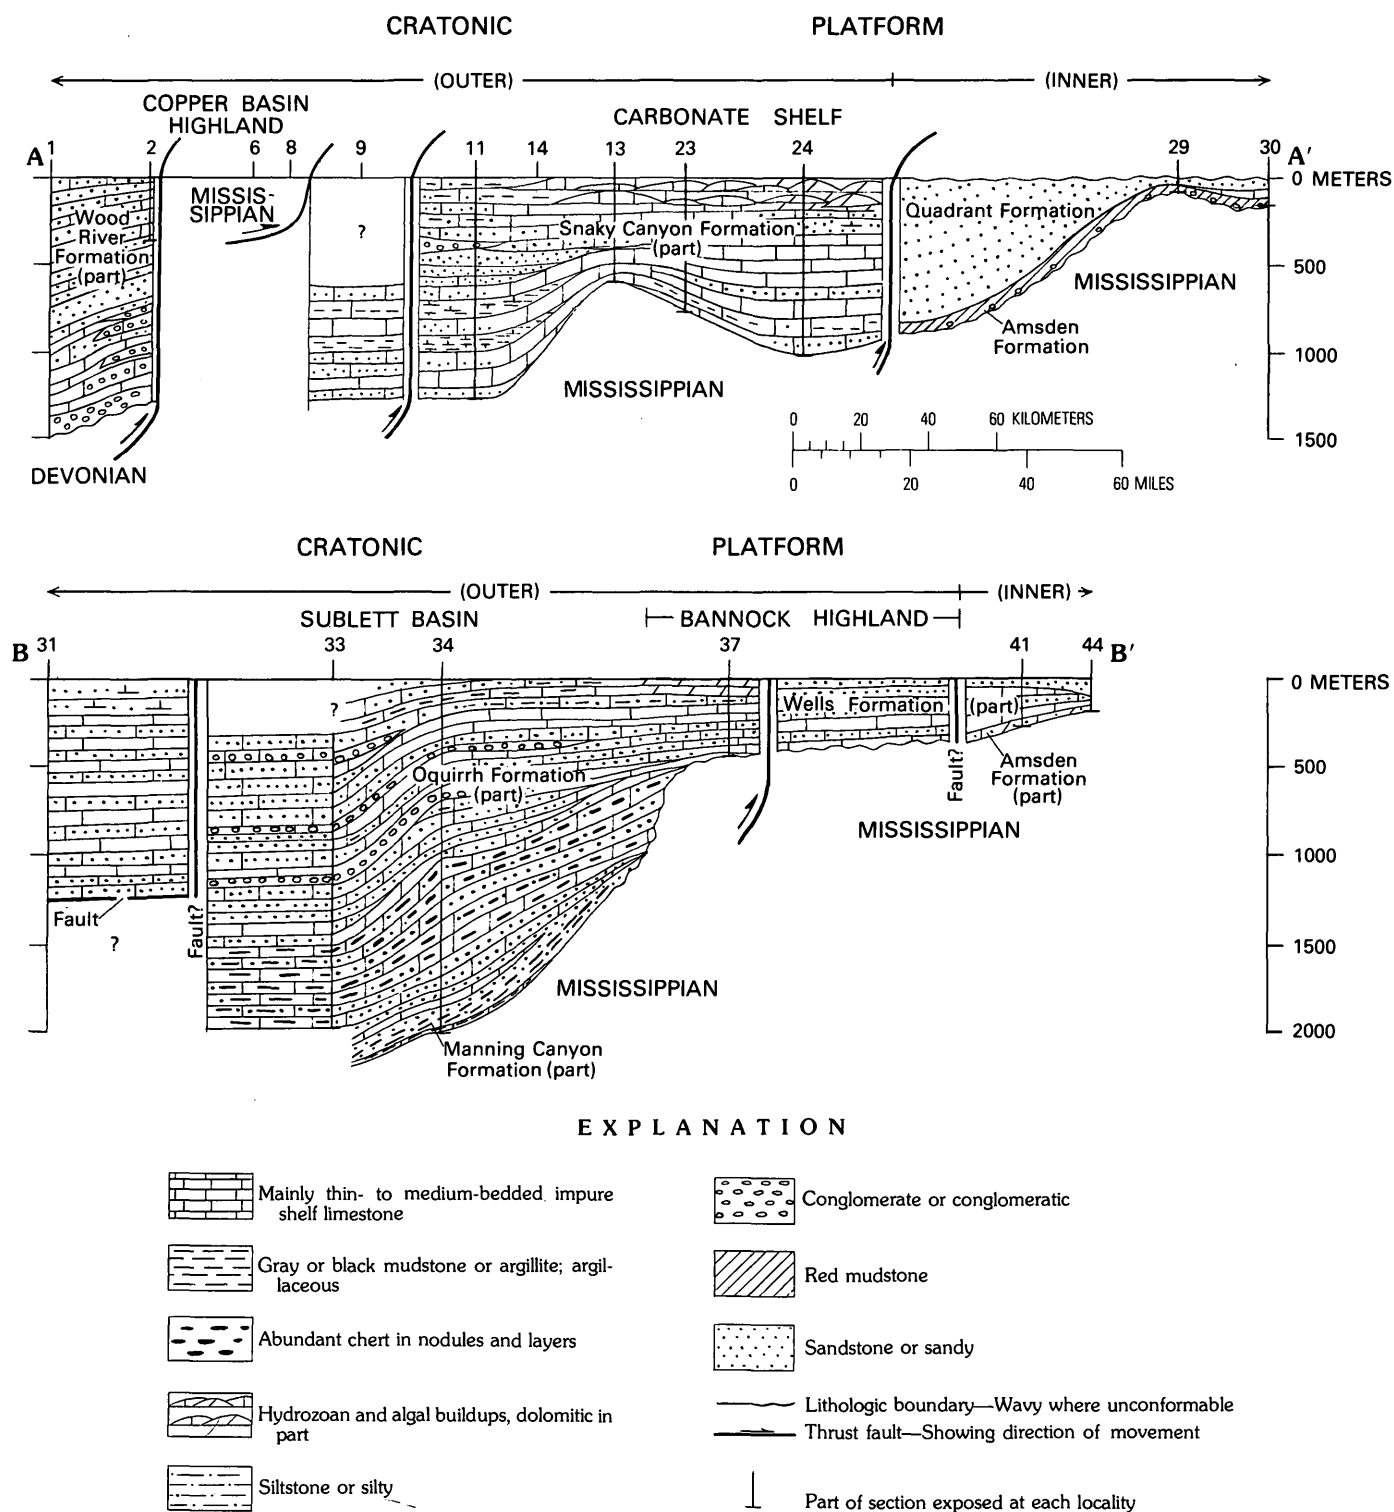 CRATONIC PLATFORM
(OUTER) (INNER)
COPPER BASIN
HIGHLAND
CARBONATE SHELF
A 1 2 6 8 9 11 14 13 23 24 29 30 A'
0 METERS
MISSIS-
SIPPIAN
Wood
River
Formation
(part)
?
Snaky Canyon Formation
(part)
Quadrant Formation
500
MISSISSIPPIAN
Amsden
Formation
1000
MISSISSIPPIAN
1500
DEVONIAN
0 20 40 60 KILOMETERS
0 20 40 60 MILES
CRATONIC PLATFORM
(OUTER) (INNER)
SUBLETT BASIN BANNOCK HIGHLAND
B 31 33 34 37 41 44 B'
0 METERS
?
Wells Formation (part)
Oquirrh Formation
(part)
Amsden
Formation
(part)
500
Fault?
MISSISSIPPIAN
1000
Fault
?
Fault?
1500
MISSISSIPPIAN
2000
Manning Canyon
Formation (part)
EXPLANATION
Mainly thin- to medium-bedded impure
shelf limestone
Gray or black mudstone or argillite; argil-
laceous
Abundant chert in nodules and layers
Hydrozoan and algal buildups, dolomitic in
part
Siltstone or silty
Conglomerate or conglomeratic
Red mudstone
Sandstone or sandy
Lithologic boundary—Wavy where unconformable
Thrust fault—Showing direction of movement
Part of section exposed at each locality